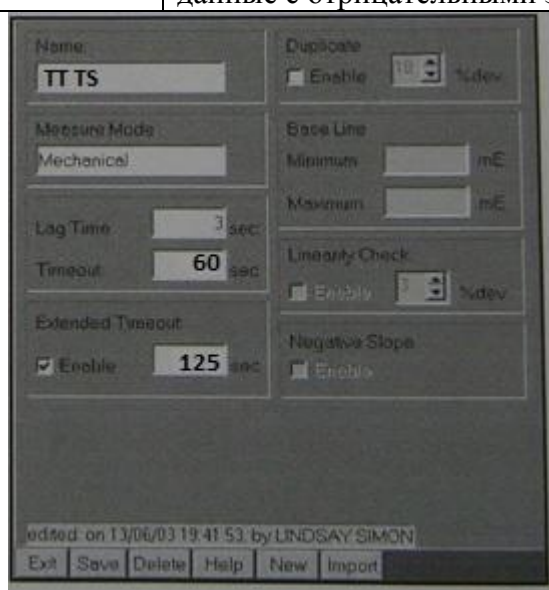 данные с отрицательными
Name:
TT TS
Measure Mode
Mechanical
Lag Time
3 sec
Timeout
60 sec
Extended Timeout
Enable
125 sec
Duplicate
Enable
10 %dev
Base Line
Minimum
mE
Maximum
mE
Linearity Check
Enable
3 %dev
Negative Slope
Enable
edited: on 13/06/03 19:41:53: by LINDSAY SIMON
Exit Save Delete Help New Import